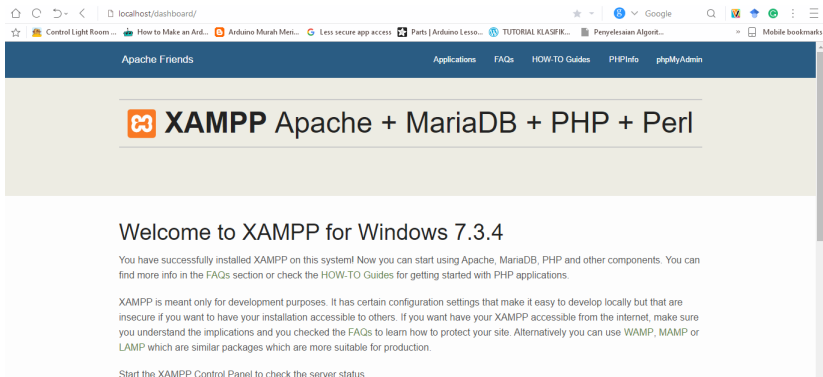 localhost/dashboard/
Google
Control Light Room ... How to Make an Ard... Arduino Murah Meri... Less secure app access Parts | Arduino Lesso... TUTORIAL KLASIFIK... Penyelesaian Algorit... » Mobile bookmarks
Apache Friends Applications FAQs HOW-TO Guides PHPInfo phpMyAdmin
XAMPP Apache + MariaDB + PHP + Perl
Welcome to XAMPP for Windows 7.3.4
You have successfully installed XAMPP on this system! Now you can start using Apache, MariaDB, PHP and other components. You can
find more info in the FAQs section or check the HOW-TO Guides for getting started with PHP applications.
XAMPP is meant only for development purposes. It has certain configuration settings that make it easy to develop locally but that are
insecure if you want to have your installation accessible to others. If you want have your XAMPP accessible from the internet, make sure
you understand the implications and you checked the FAQs to learn how to protect your site. Alternatively you can use WAMP, MAMP or
LAMP which are similar packages which are more suitable for production.
Start the XAMPP Control Panel to check the server status.